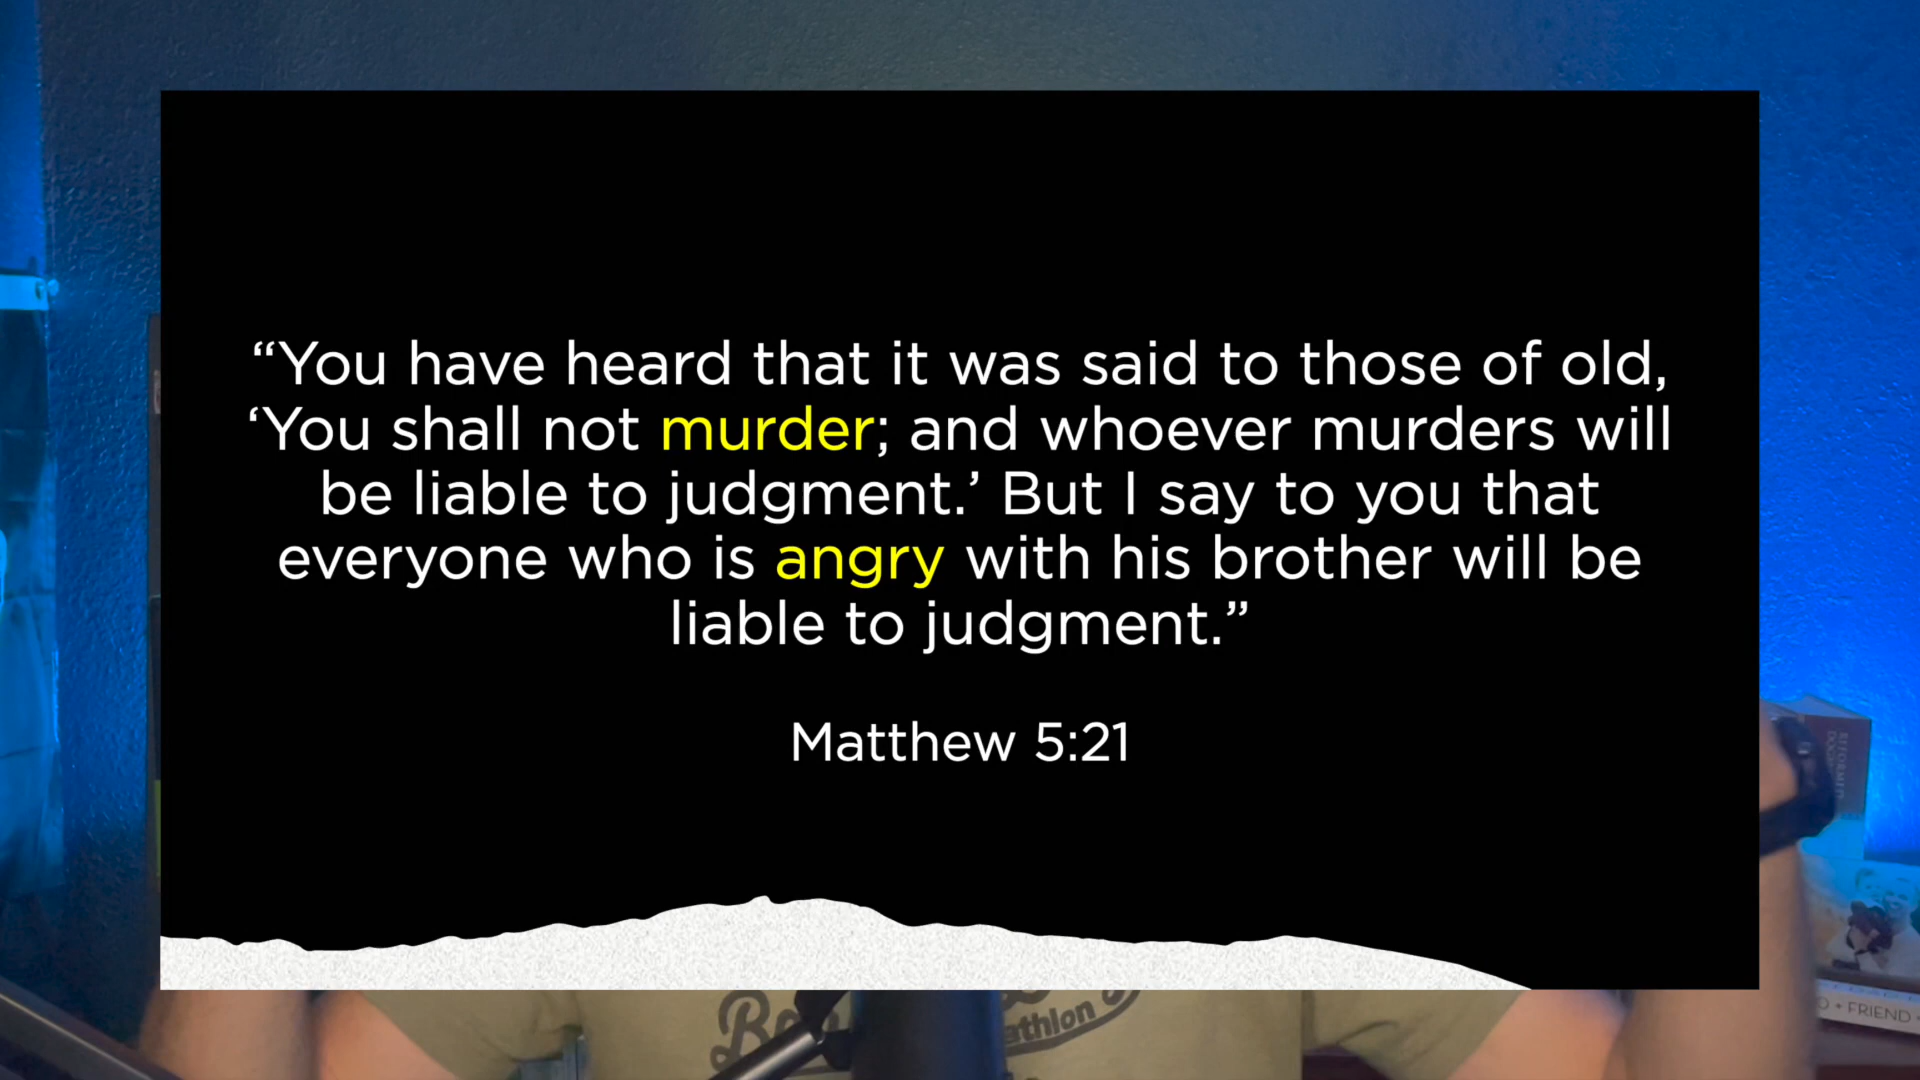 “You have heard that it was said to those of old,
‘You shall not murder; and whoever murders will
be liable to judgment.’ But I say to you that
everyone who is angry with his brother will be
liable to judgment.”
Matthew 5:21
+ FRIEND